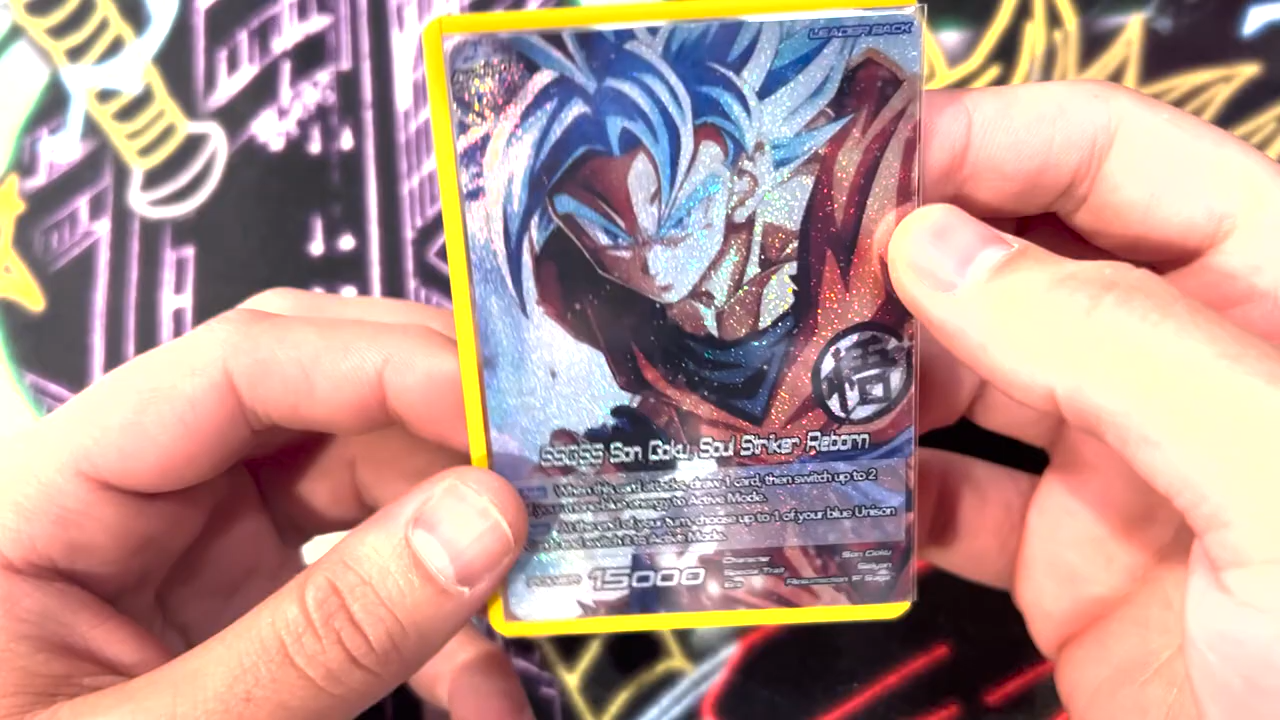 LEADER BACK
悟
SSGSS Son Goku, Soul Striker Reborn
When this card attacks, draw 1 card, then switch up to 2
of your mono-blue energy to Active Mode.
At the end of your turn, choose up to 1 of your blue Unison
and switch it to Active Mode.
POWER 15000
Character Son Goku
Special Trait Saiyan
Era Resurrection 'F' Saga